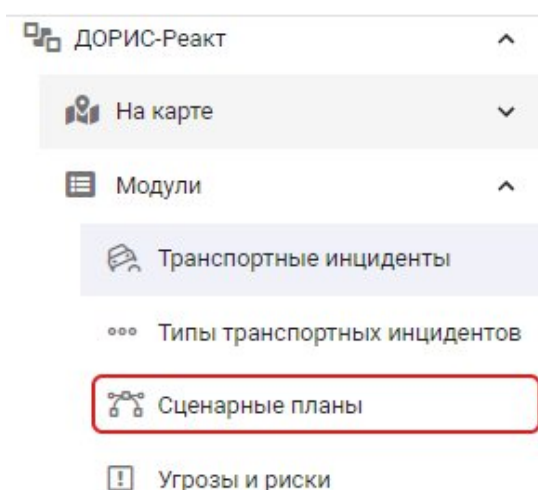 ДОРИС-Реакт
На карте
Модули
Транспортные инциденты
Типы транспортных инцидентов
Сценарные планы
Угрозы и риски